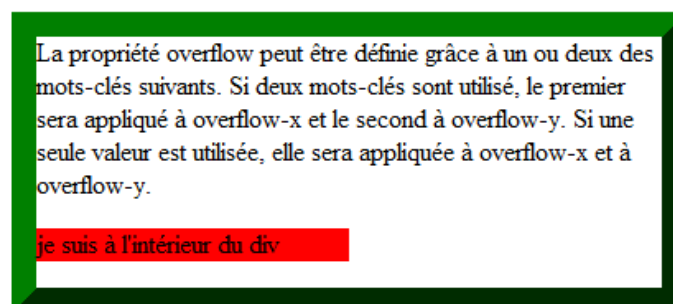 La propriété overflow peut être définie grâce à un ou deux des
mots-clés suivants. Si deux mots-clés sont utilisé, le premier
sera appliqué à overflow-x et le second à overflow-y. Si une
seule valeur est utilisée, elle sera appliquée à overflow-x et à
overflow-y.
je suis à l'intérieur du div